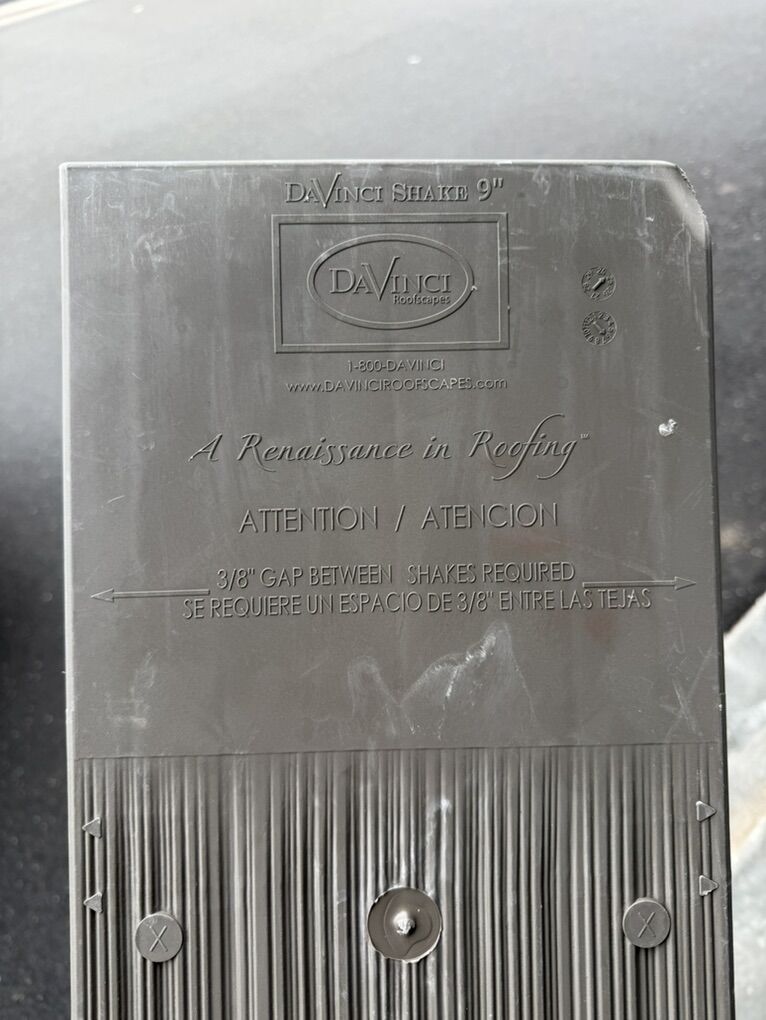 DAVINCI SHAKE 9"
DAVINCI
Roofscapes
1-800-DAVINCI
www.DAVINCIROOFSCAPES.com
A Renaissance in Roofing℠
ATTENTION / ATENCION
3/8" GAP BETWEEN SHAKES REQUIRED
SE REQUIERE UN ESPACIO DE 3/8" ENTRE LAS TEJAS
X X